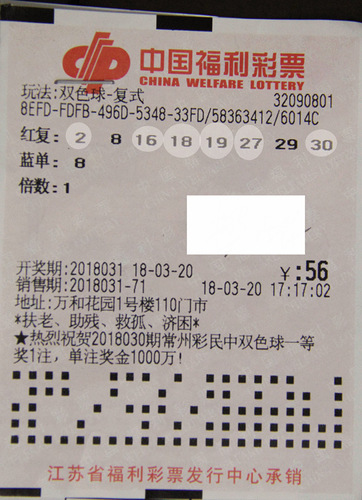 中国福利彩票
CHINA WELFARE LOTTERY
玩法:双色球-复式 32090801
8EFD-FDFB-496D-5348-33FD/58363412/6014C
红复: 2 8 16 18 19 27 29 30
蓝单: 8
倍数:1
开奖期:2018031 18-03-20 ¥:56
销售期:2018031-71 18-03-20 17:17:02
地址:万和花园1号楼110门市
*扶老、助残、救孤、济困*
★热烈祝贺2018030期常州彩民中双色球一等
奖1注，单注奖金1000万!
江苏省福利彩票发行中心承销